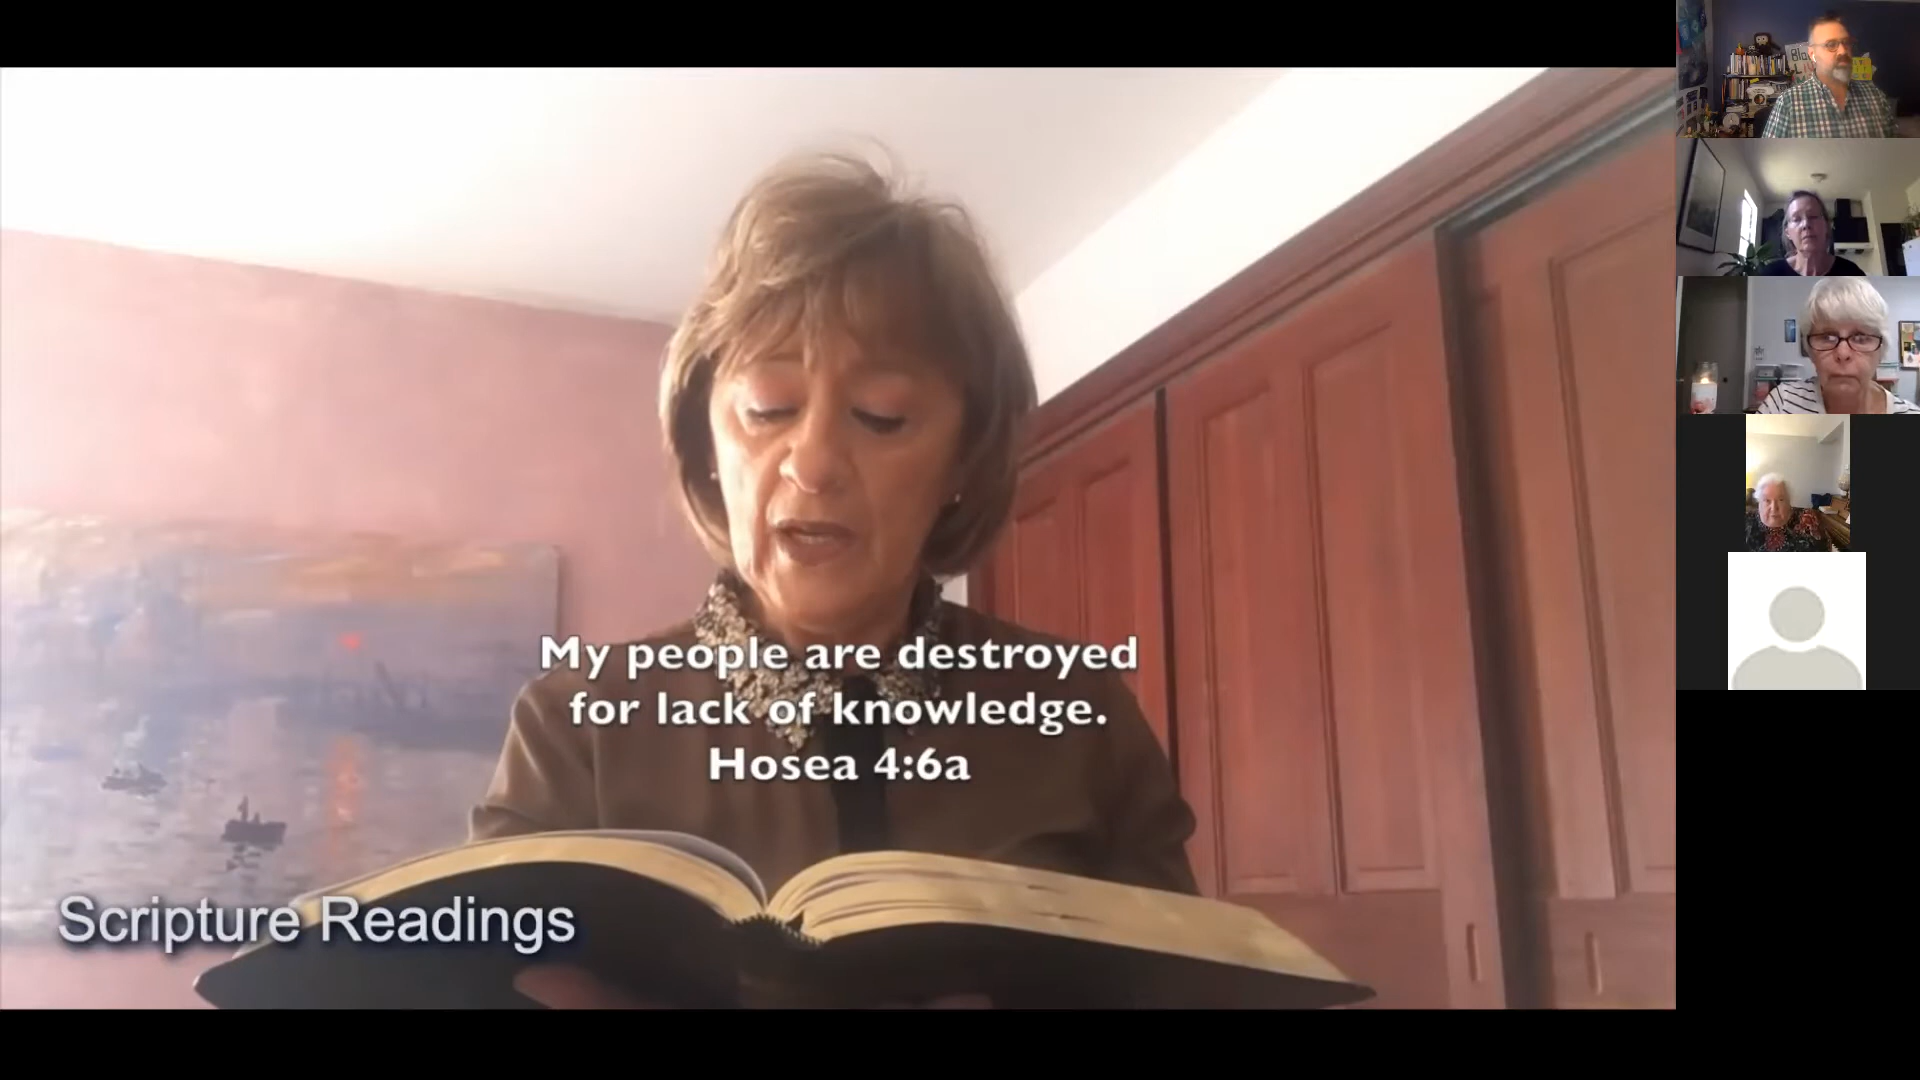 My people are destroyed
for lack of knowledge.
Hosea 4:6a
Scripture Readings